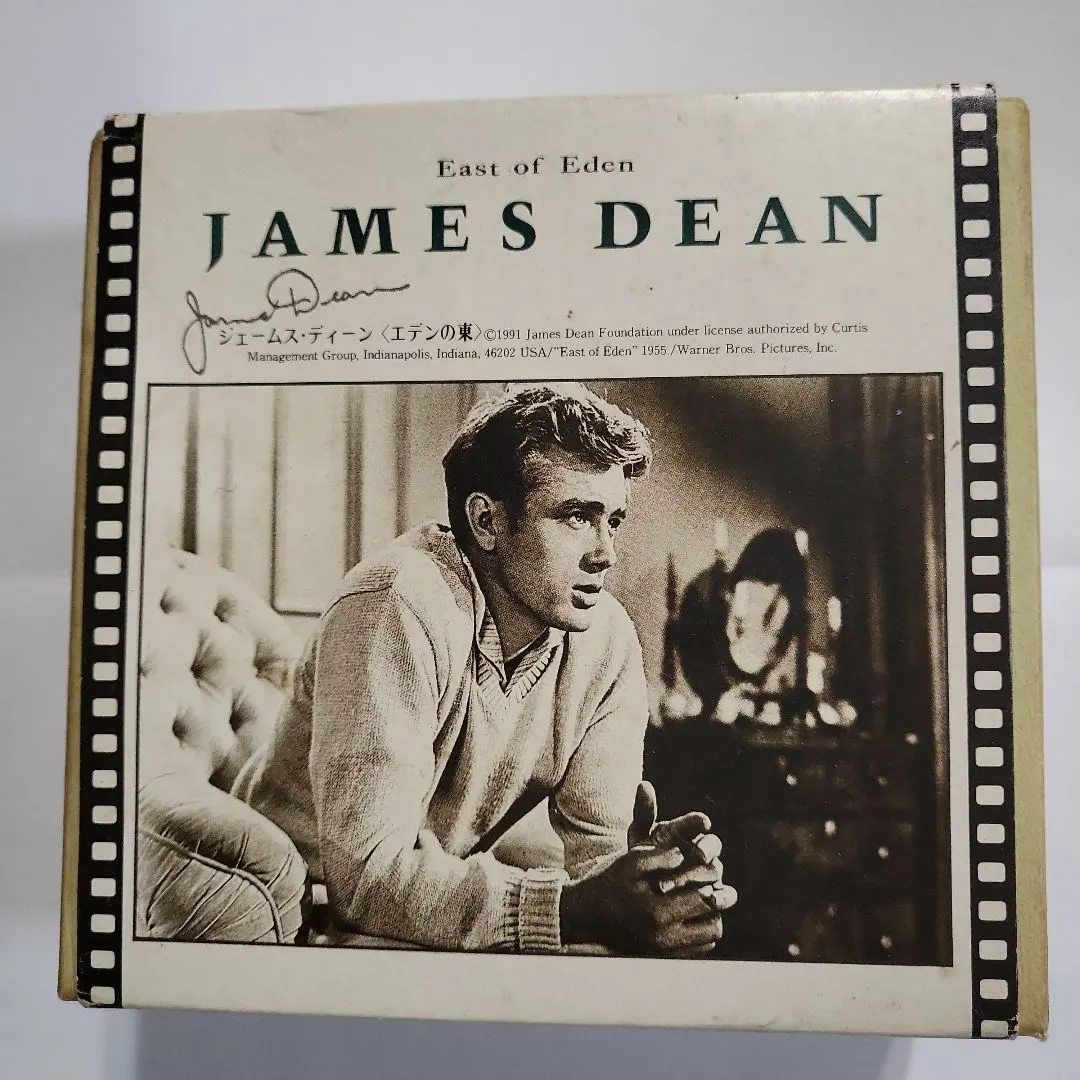 East of Eden
JAMES DEAN
James Dean
ジェームス・ディーン〈エデンの東〉©1991 James Dean Foundation under license authorized by Curtis
Management Group, Indianapolis, Indiana, 46202 USA/"East of Eden" 1955./Warner Bros. Pictures, Inc.